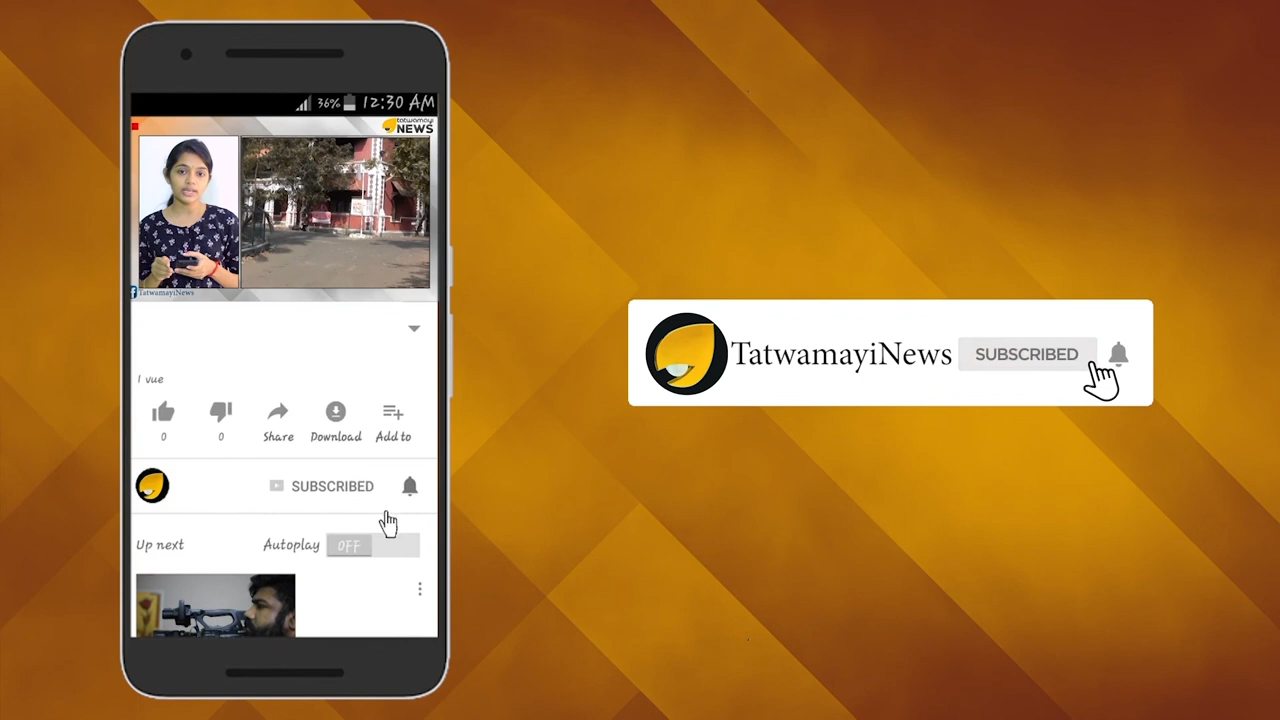 36% 12:30 AM
tatwamayi
NEWS
TatwamayiNews
1 vue
0 0 Share Download Add to
SUBSCRIBED
Up next Autoplay OFF
TatwamayiNews SUBSCRIBED